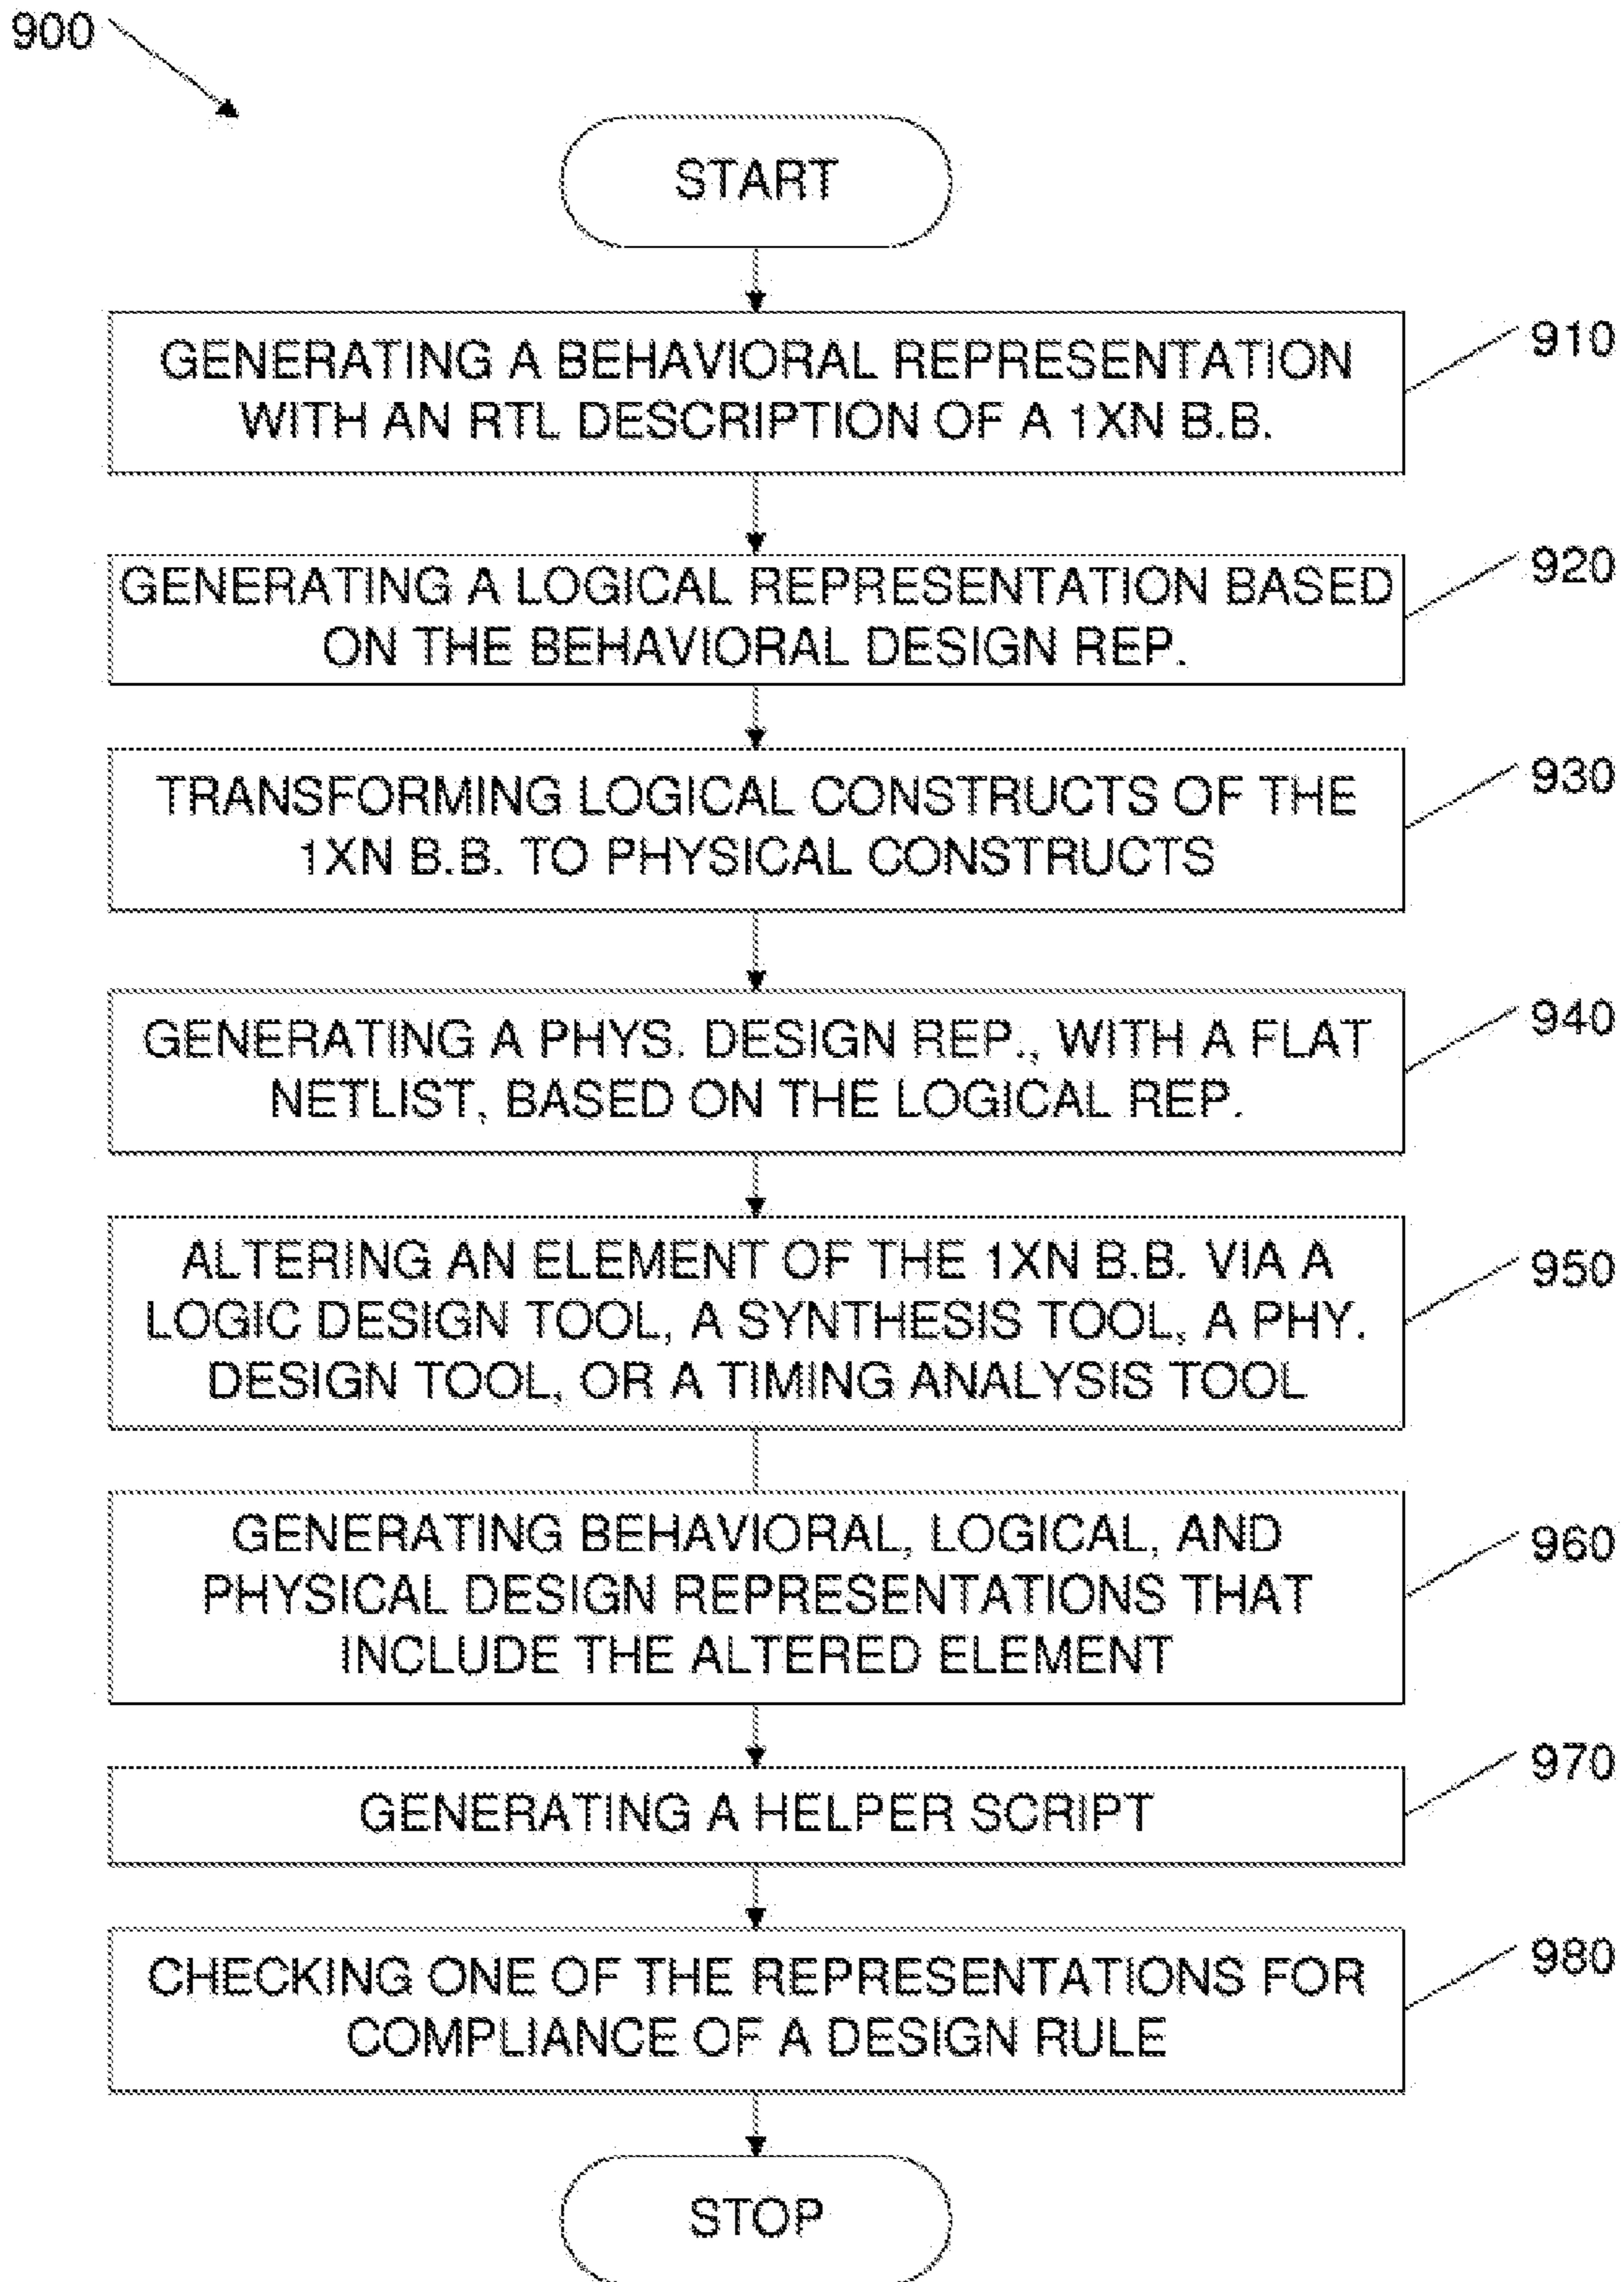 900
START
GENERATING A BEHAVIORAL REPRESENTATION
WITH AN RTL DESCRIPTION OF A 1XN B.B.
910
GENERATING A LOGICAL REPRESENTATION BASED
ON THE BEHAVIORAL DESIGN REP.
920
TRANSFORMING LOGICAL CONSTRUCTS OF THE
1XN B.B. TO PHYSICAL CONSTRUCTS
930
GENERATING A PHYS. DESIGN REP., WITH A FLAT
NETLIST, BASED ON THE LOGICAL REP.
940
ALTERING AN ELEMENT OF THE 1XN B.B. VIA A
LOGIC DESIGN TOOL, A SYNTHESIS TOOL, A PHY.
DESIGN TOOL, OR A TIMING ANALYSIS TOOL
950
GENERATING BEHAVIORAL, LOGICAL, AND
PHYSICAL DESIGN REPRESENTATIONS THAT
INCLUDE THE ALTERED ELEMENT
960
GENERATING A HELPER SCRIPT
970
CHECKING ONE OF THE REPRESENTATIONS FOR
COMPLIANCE OF A DESIGN RULE
980
STOP